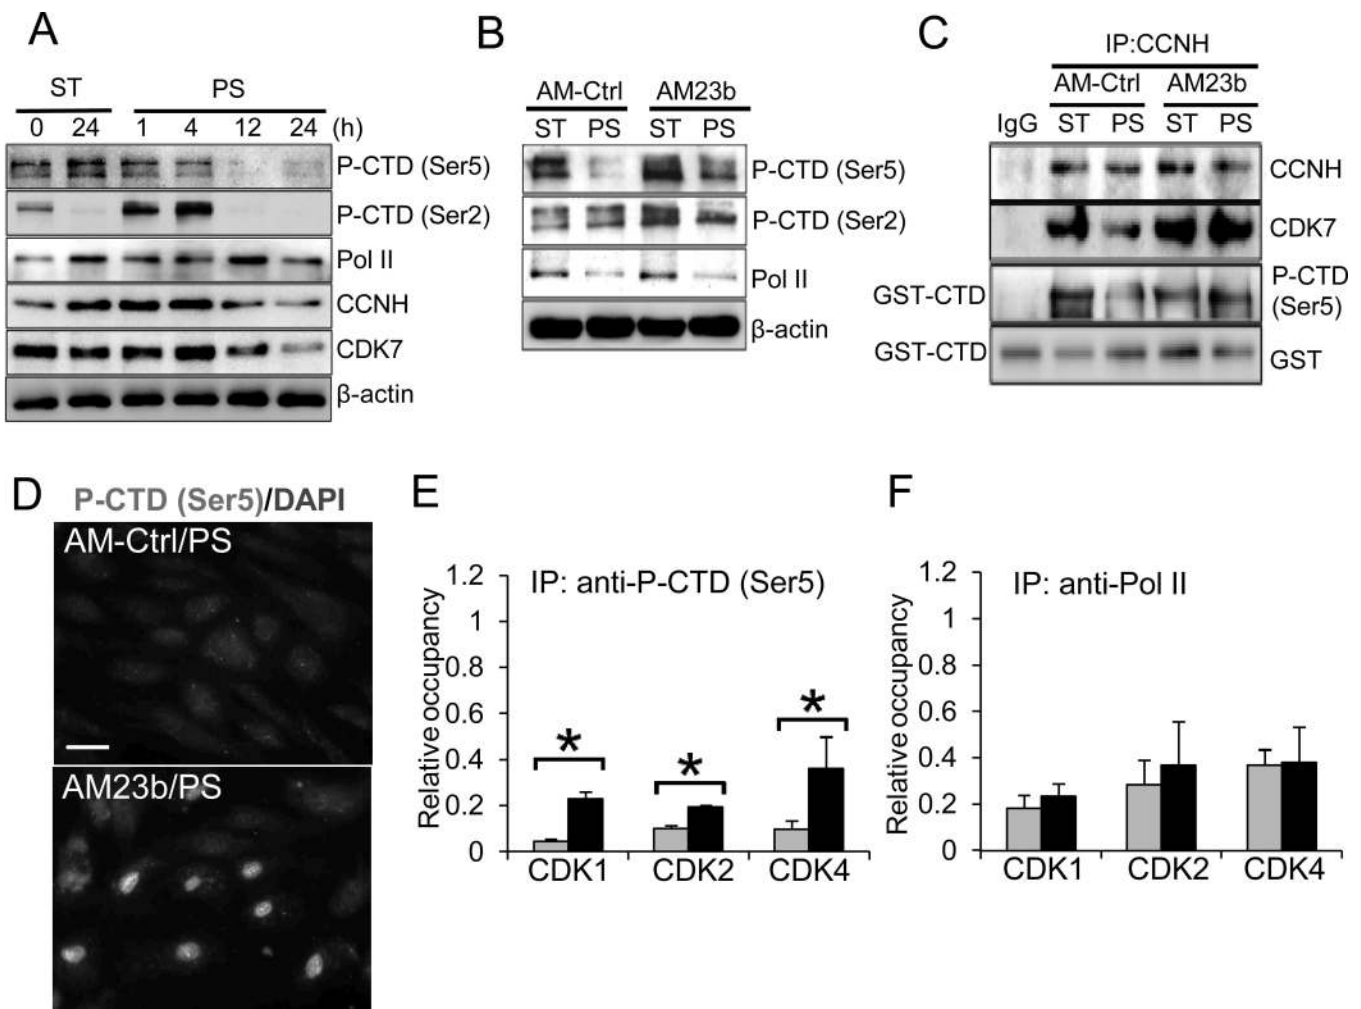 A
ST PS
0 24 1 4 12 24 (h)
P-CTD (Ser5)
P-CTD (Ser2)
Pol II
CCNH
CDK7
β-actin
B
AM-Ctrl AM23b
ST PS ST PS
P-CTD (Ser5)
P-CTD (Ser2)
Pol II
β-actin
C
IP:CCNH
AM-Ctrl AM23b
IgG ST PS ST PS
CCNH
CDK7
GST-CTD P-CTD
(Ser5)
GST-CTD GST
D
P-CTD (Ser5)/DAPI
AM-Ctrl/PS
AM23b/PS
E
IP: anti-P-CTD (Ser5)
Relative occupancy
1.2
1
0.8
0.6
0.4
0.2
0
* * *
CDK1 CDK2 CDK4
F
IP: anti-Pol II
Relative occupancy
1.2
1
0.8
0.6
0.4
0.2
0
CDK1 CDK2 CDK4